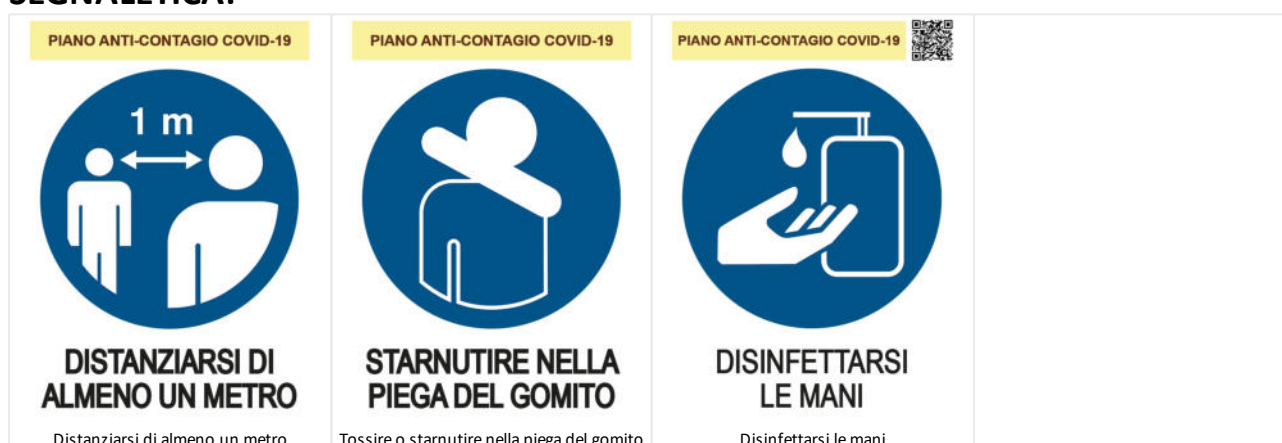 SEGNALETICA:
PIANO ANTI-CONTAGIO COVID-19
1 m
DISTANZIARSI DI
ALMENO UN METRO
Distanziarsi di almeno un metro
PIANO ANTI-CONTAGIO COVID-19
STARNUTIRE NELLA
PIEGA DEL GOMITO
Tossire o starnutire nella piega del gomito
PIANO ANTI-CONTAGIO COVID-19
DISINFETTARSI
LE MANI
Disinfettarsi le mani